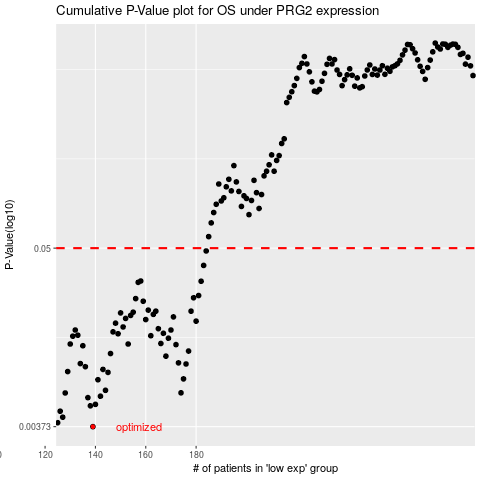 Cumulative P-Value plot for OS under PRG2 expression
P-Value(log10)
0.05
0.00373
optimized
0 120 140 160 180
# of patients in 'low exp' group